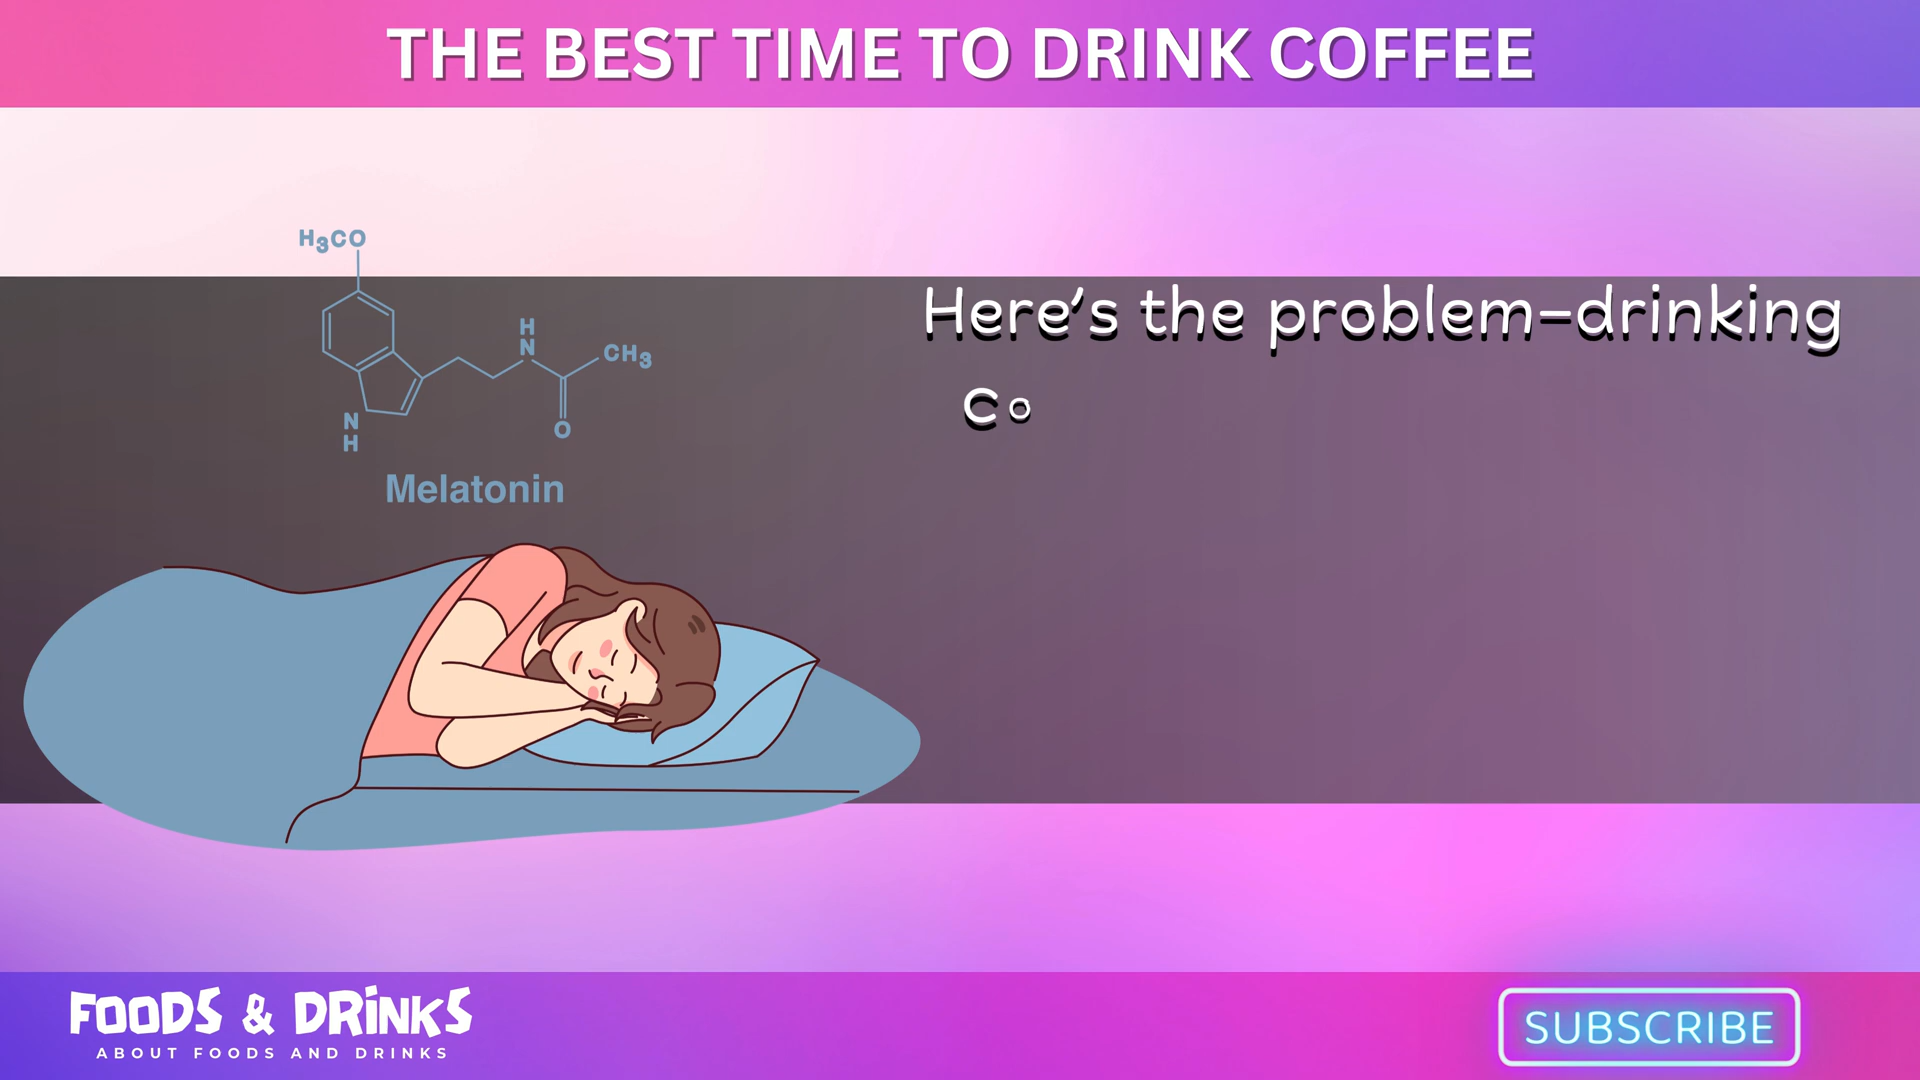 THE BEST TIME TO DRINK COFFEE
H3CO
H
N
CH3
N
H
O
Melatonin
Here's the problem–drinking
co
FOODS & DRINKS
ABOUT FOODS AND DRINKS
SUBSCRIBE